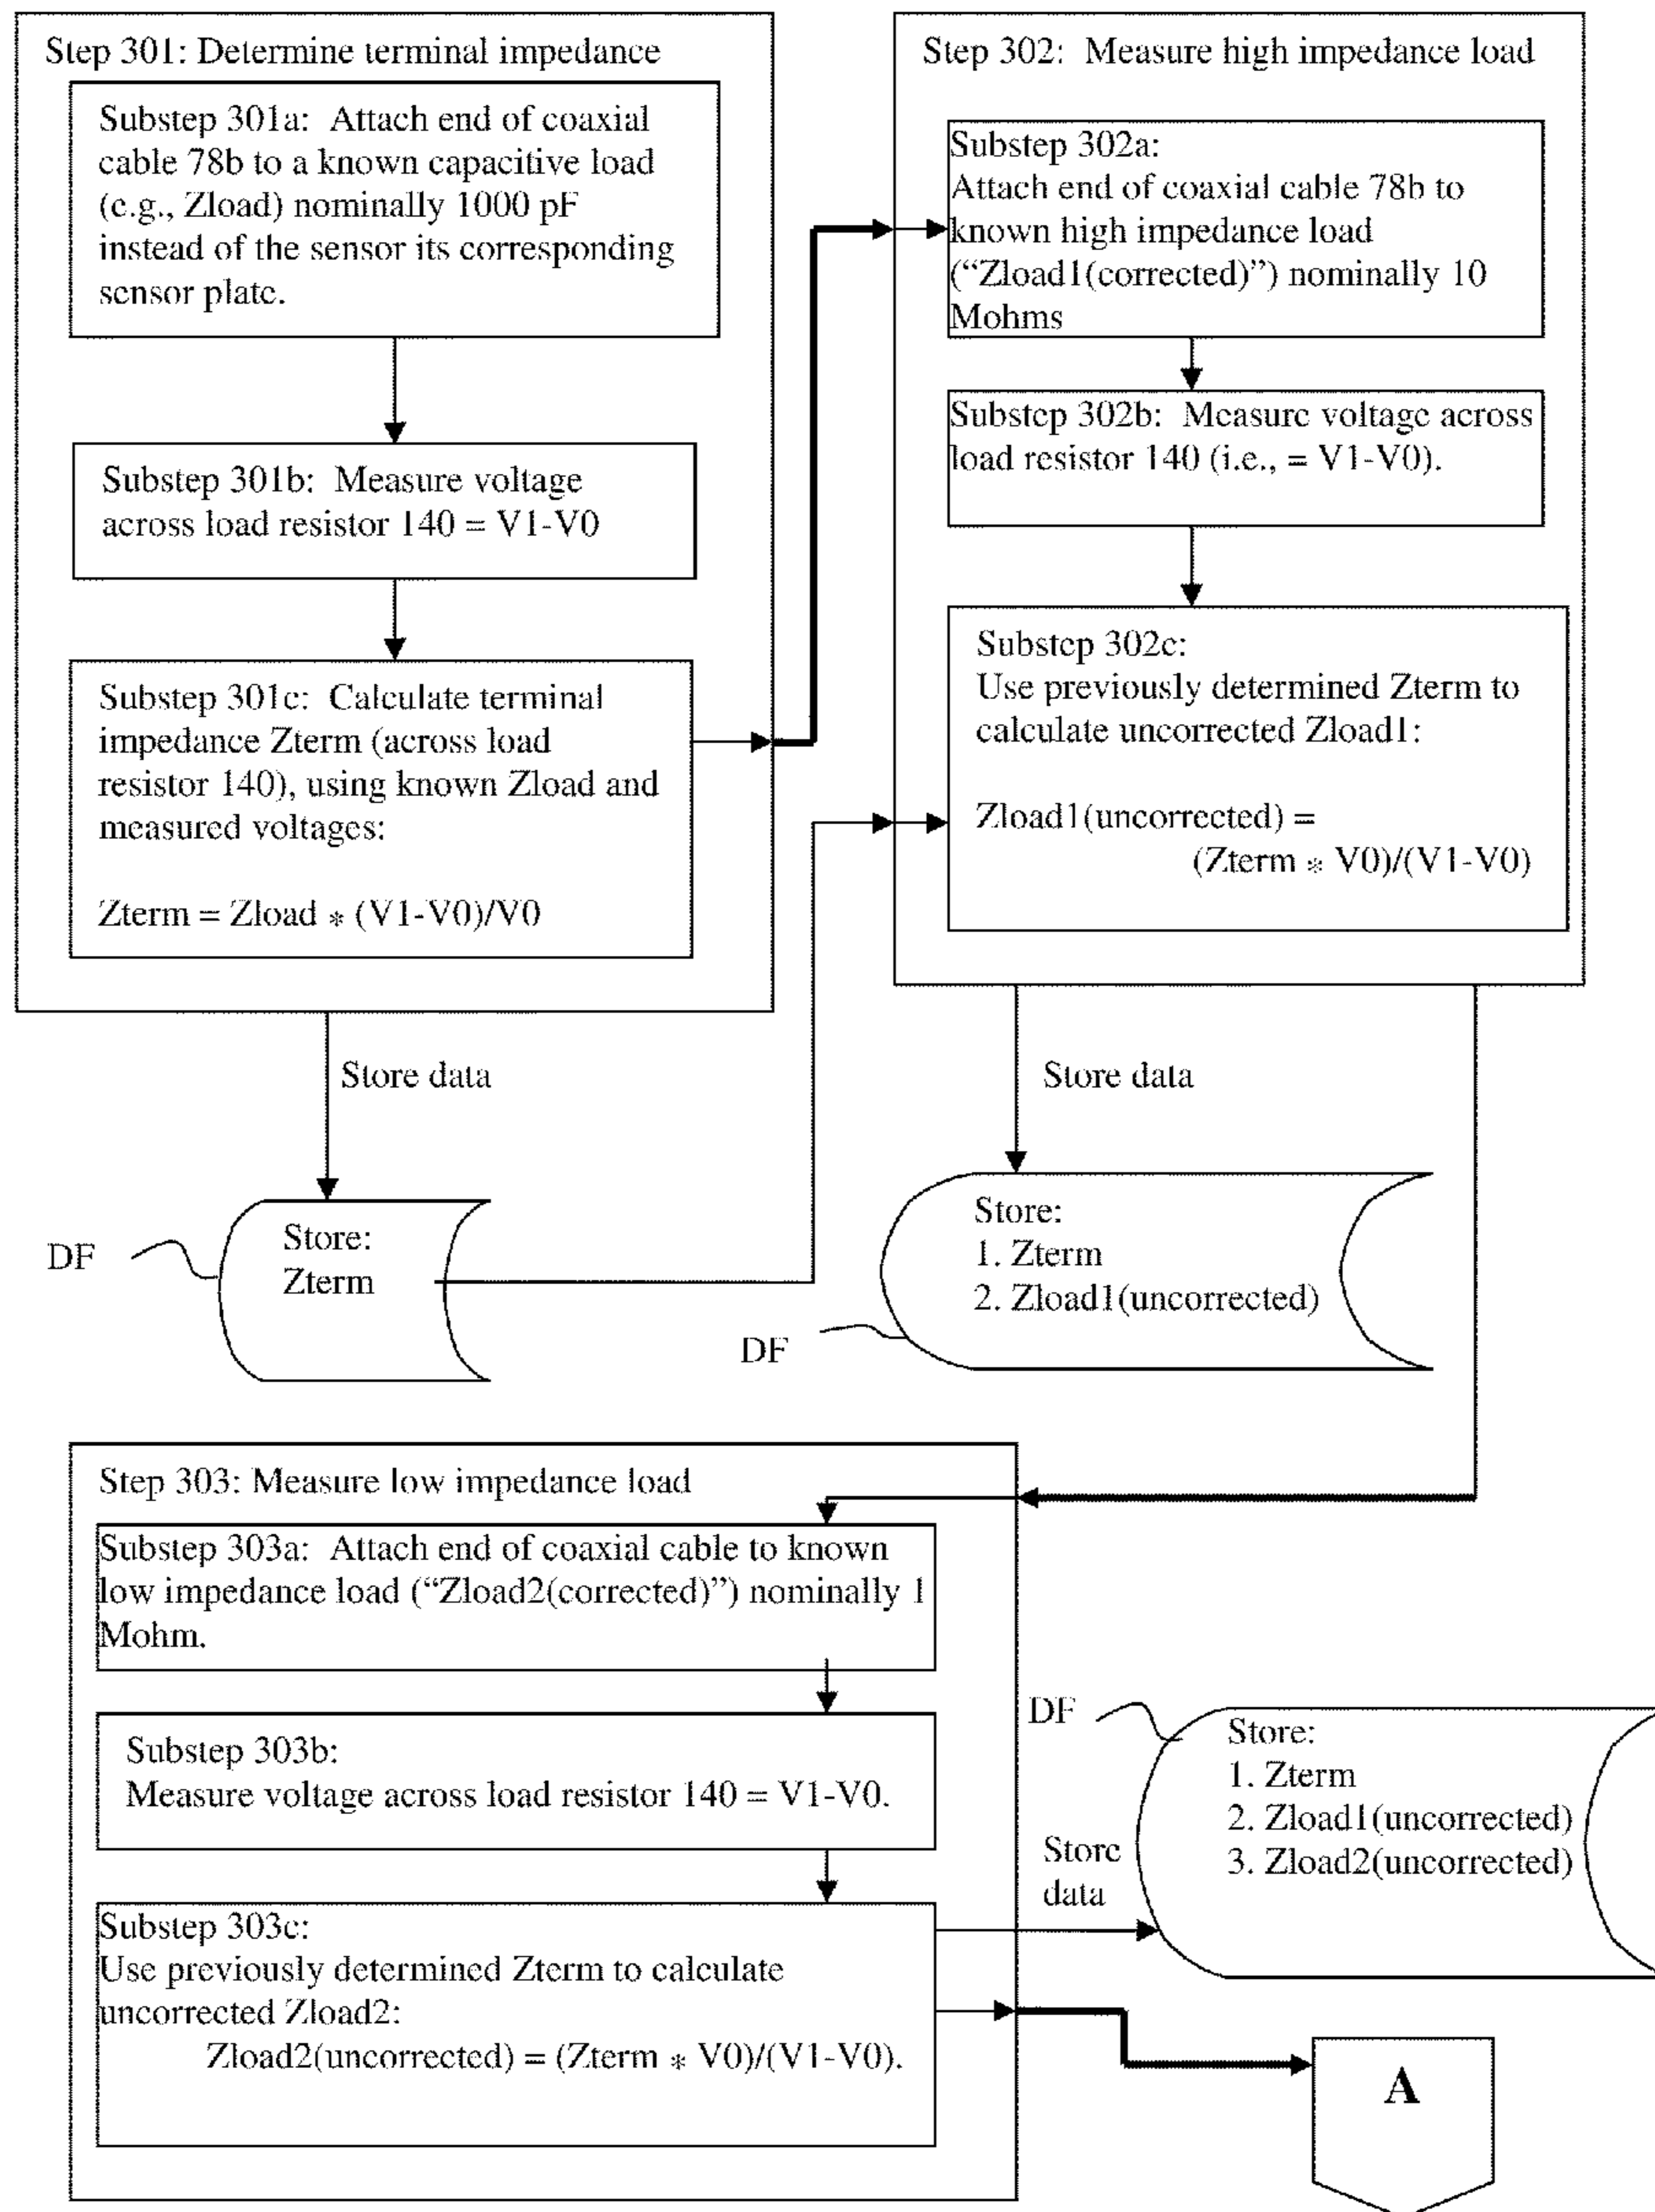 Step 301: Determine terminal impedance
Substep 301a: Attach end of coaxial
cable 78b to a known capacitive load
(e.g., Zload) nominally 1000 pF
instead of the sensor its corresponding
sensor plate.
Substep 301b: Measure voltage
across load resistor 140 = V1-V0
Substep 301c: Calculate terminal
impedance Zterm (across load
resistor 140), using known Zload and
measured voltages:
Zterm = Zload * (V1-V0)/V0
Store data
DF
Store:
Zterm
Step 302: Measure high impedance load
Substep 302a:
Attach end of coaxial cable 78b to
known high impedance load
(“Zload1(corrected)”) nominally 10
Mohms
Substep 302b: Measure voltage across
load resistor 140 (i.e., = V1-V0).
Substep 302c:
Use previously determined Zterm to
calculate uncorrected Zload1:
Zload1(uncorrected) =
(Zterm * V0)/(V1-V0)
Store data
Store:
1. Zterm
2. Zload1(uncorrected)
DF
Step 303: Measure low impedance load
Substep 303a: Attach end of coaxial cable to known
low impedance load (“Zload2(corrected)”) nominally 1
Mohm.
Substep 303b:
Measure voltage across load resistor 140 = V1-V0.
Substep 303c:
Use previously determined Zterm to calculate
uncorrected Zload2:
Zload2(uncorrected) = (Zterm * V0)/(V1-V0).
DF
Store:
1. Zterm
2. Zload1(uncorrected)
3. Zload2(uncorrected)
Store
data
A